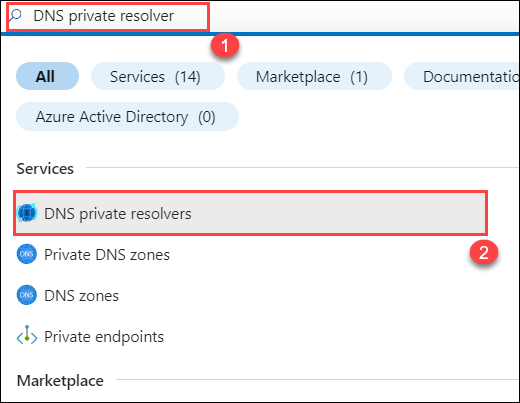 DNS private resolver
1
All
Services (14)
Marketplace (1)
Documentatio
Azure Active Directory (0)
Services
DNS private resolvers
2
DNS Private DNS zones
DNS DNS zones
Private endpoints
Marketplace